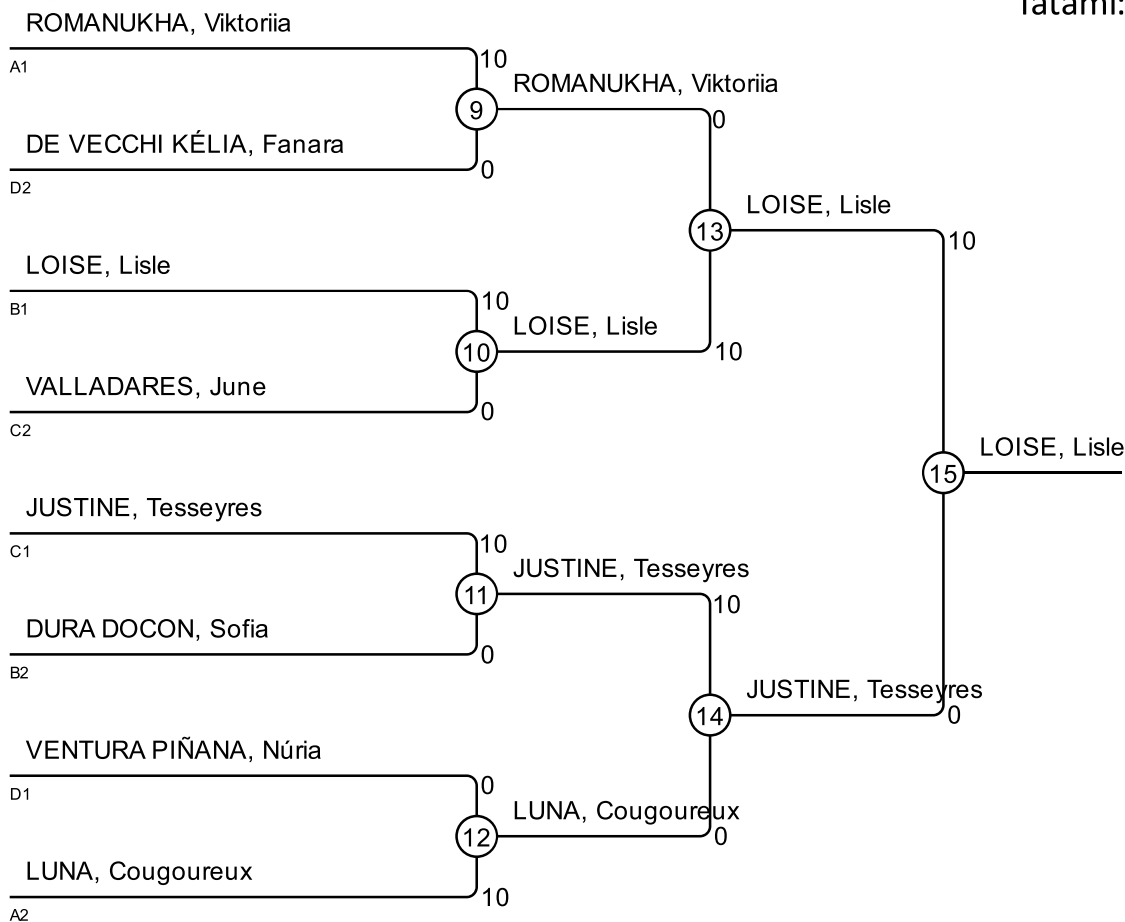 Tatami:
ROMANUKHA, Viktoriia
A1
10
ROMANUKHA, Viktoriia
9
0
DE VECCHI KÉLIA, Fanara
0
D2
LOISE, Lisle
13
10
LOISE, Lisle
B1
10
LOISE, Lisle
10
10
VALLADARES, June
0
C2
LOISE, Lisle
15
JUSTINE, Tesseyres
C1
10
JUSTINE, Tesseyres
11
10
DURA DOCON, Sofia
0
B2
JUSTINE, Tesseyres
14
0
VENTURA PIÑANA, Núria
D1
0
LUNA, Cougoureux
12
0
LUNA, Cougoureux
10
A2